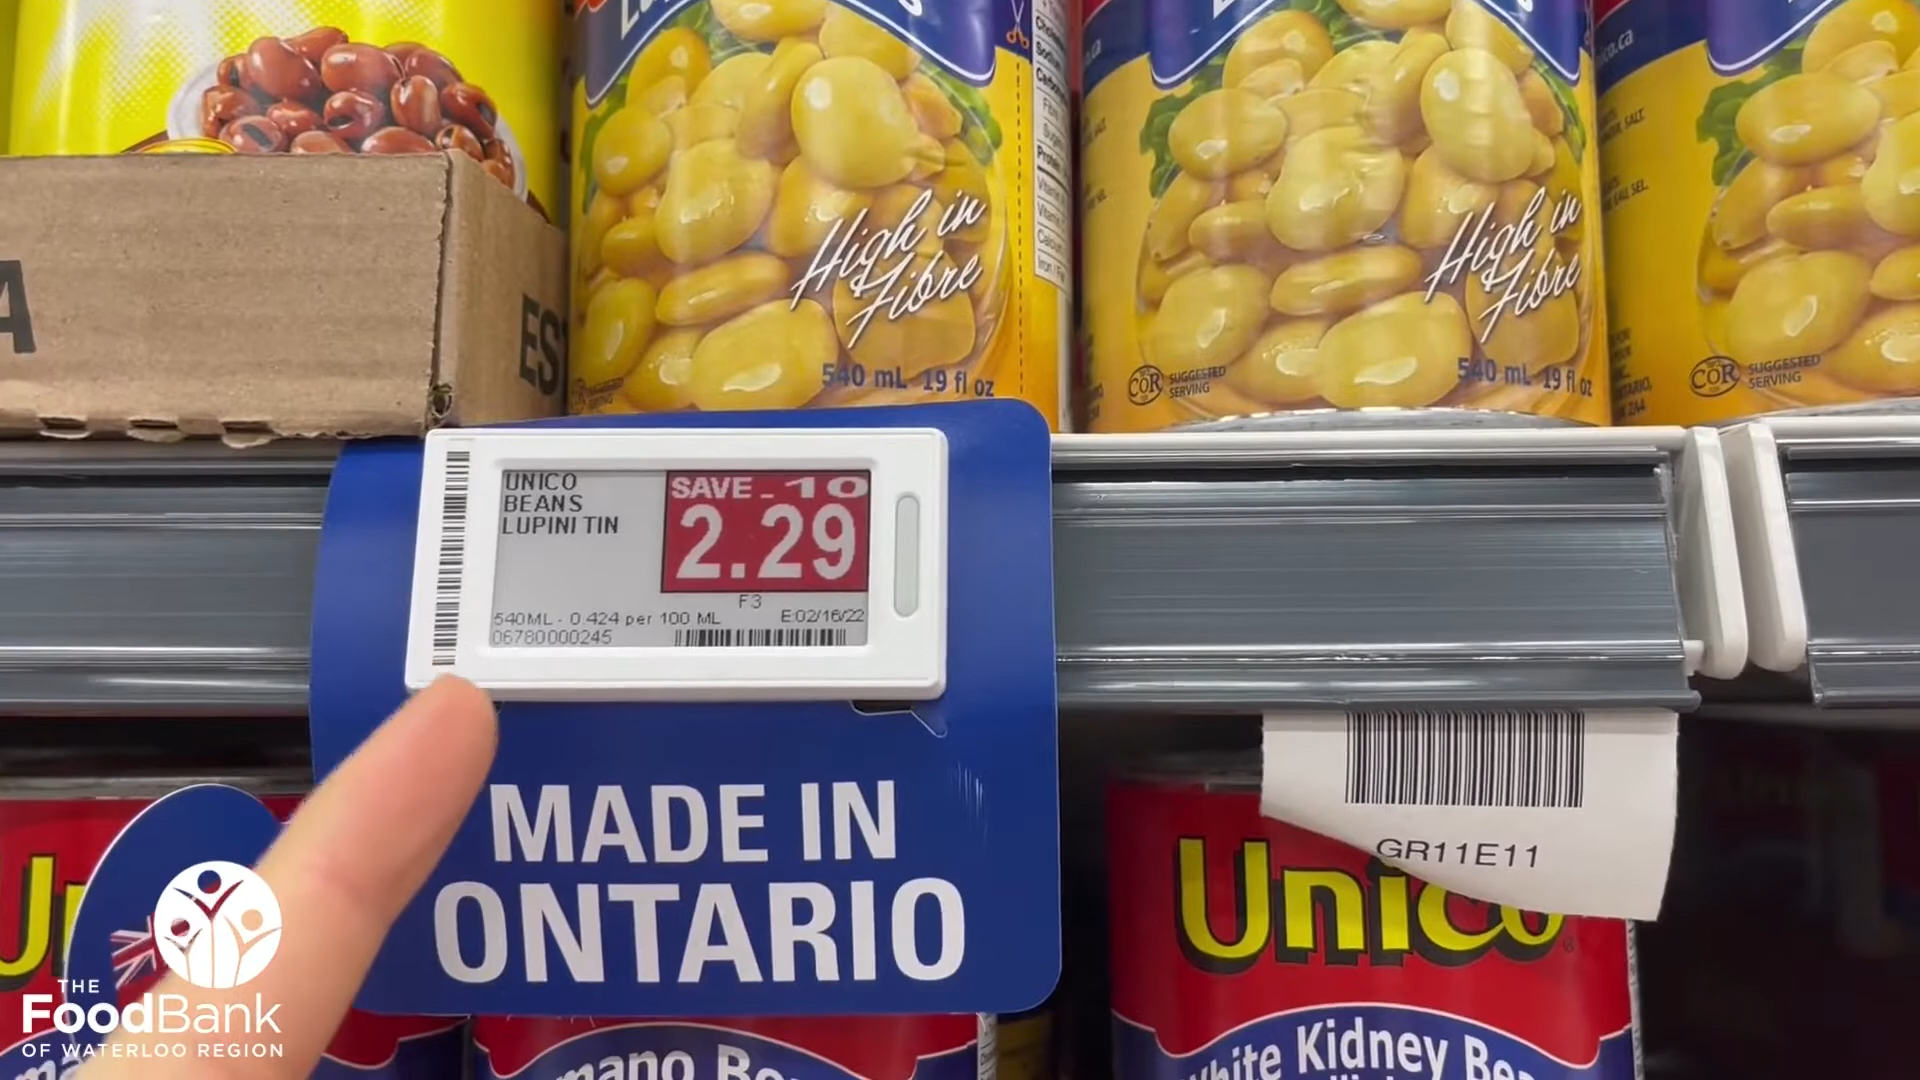 High in
Fibre
540 mL 19 fl oz
High in
Fibre
540 mL 19 fl oz
COR
SUGGESTED
SERVING
COR
SUGGESTED
SERVING
UNICO
BEANS
LUPINI TIN
SAVE - 10
2.29
F3
540ML - 0.424 per 100 ML E:02/16/22
06780000245
MADE IN
ONTARIO
GR11E11
Unico
White Kidney
THE
FoodBank
OF WATERLOO REGION